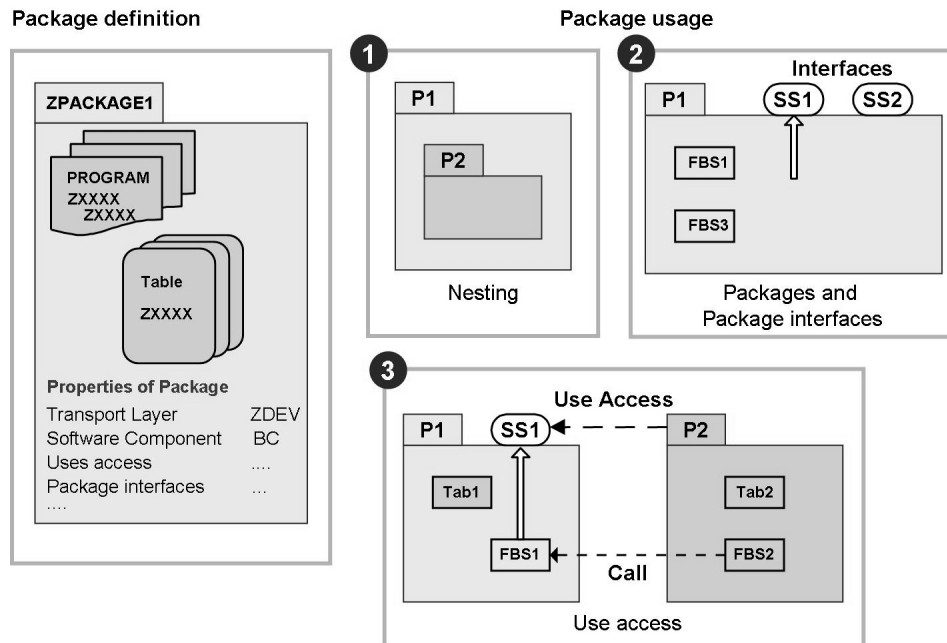 Package definition
Package usage
ZPACKAGE1
PROGRAM
ZXXXX
ZXXXX
Table
ZXXXX
Properties of Package
Transport Layer ZDEV
Software Component BC
Uses access ....
Package interfaces ...
....
1
P1
P2
Nesting
2
Interfaces
P1
SS1
SS2
FBS1
FBS3
Packages and
Package interfaces
3
Use Access
P1
SS1
P2
Tab1
Tab2
FBS1
FBS2
Call
Use access